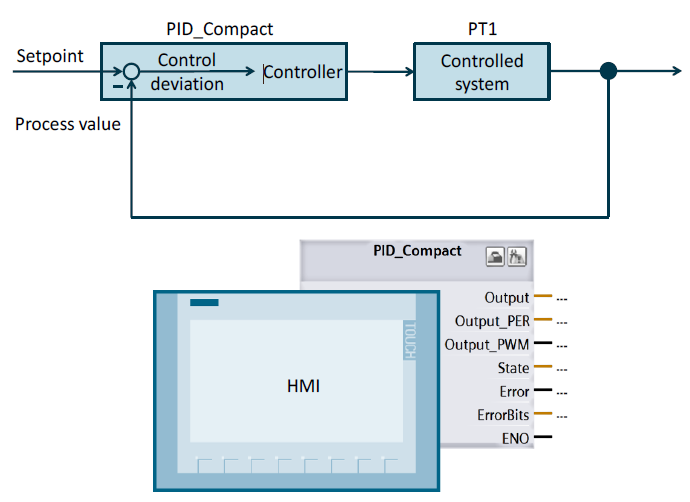 PID_Compact
PT1
Setpoint
Control
deviation
Controller
Controlled
system
Process value
PID_Compact
Output
---
Output_PER
---
Output_PWM
---
State
---
Error
---
ErrorBits
---
ENO
TOUCH
HMI